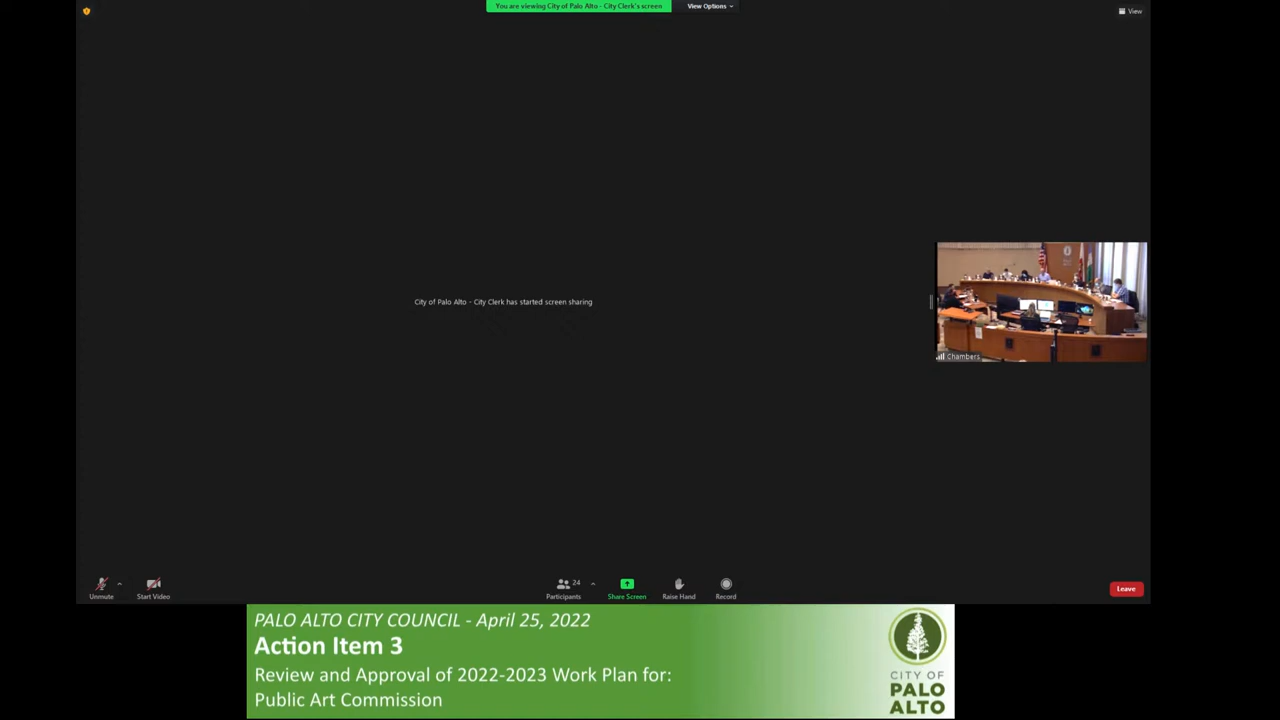 You are viewing City of Palo Alto - City Clerk's screen
View Options
View
City of Palo Alto - City Clerk has started screen sharing
Chambers
Unmute
Start Video
24
Participants
Share Screen
Raise Hand
Record
Leave
PALO ALTO CITY COUNCIL - April 25, 2022
Action Item 3
Review and Approval of 2022-2023 Work Plan for:
Public Art Commission
CITY OF
PALO
ALTO